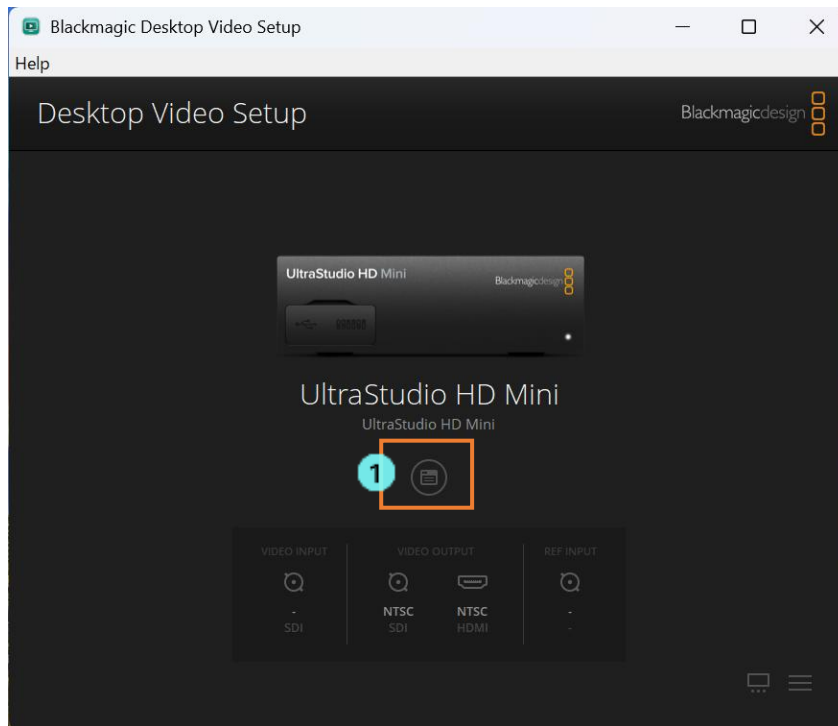 Blackmagic Desktop Video Setup
Help
Desktop Video Setup
Blackmagicdesign
UltraStudio HD Mini
Blackmagicdesign
UltraStudio HD Mini
UltraStudio HD Mini
1
VIDEO INPUT
VIDEO OUTPUT
REF INPUT
-
NTSC
NTSC
-
SDI
SDI
HDMI
-